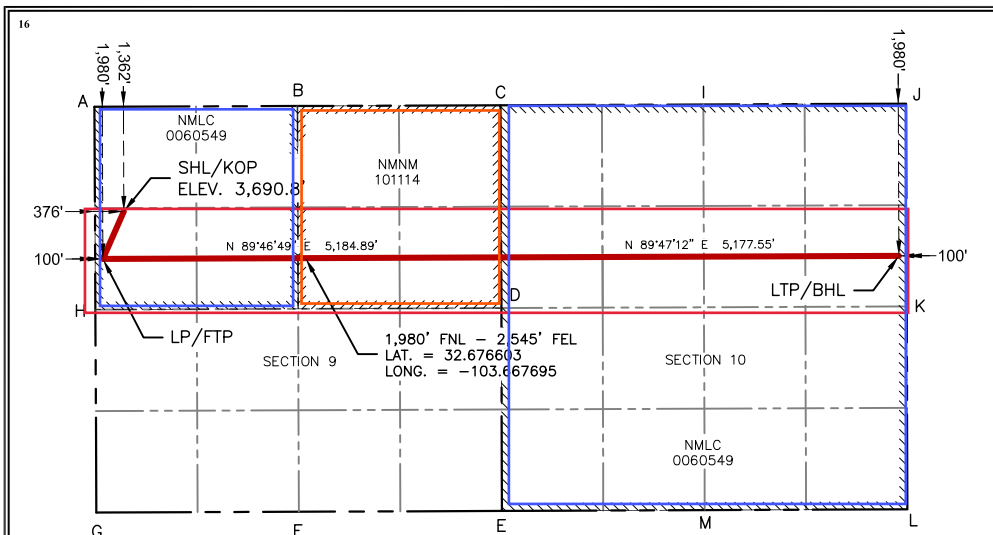 16
1,980'
1,362'
1,980'
A
B
C
I
J
NMLC
0060549
NMNM
101114
SHL/KOP
ELEV. 3,690.8'
376'
N 89°46'49" E 5,184.89'
N 89°47'12" E 5,177.55'
100'
100'
LTP/BHL
D
H
K
LP/FTP
1,980' FNL – 2,545' FEL
LAT. = 32.676603
LONG. = -103.667695
SECTION 9
SECTION 10
NMLC
0060549
G
F
E
M
L